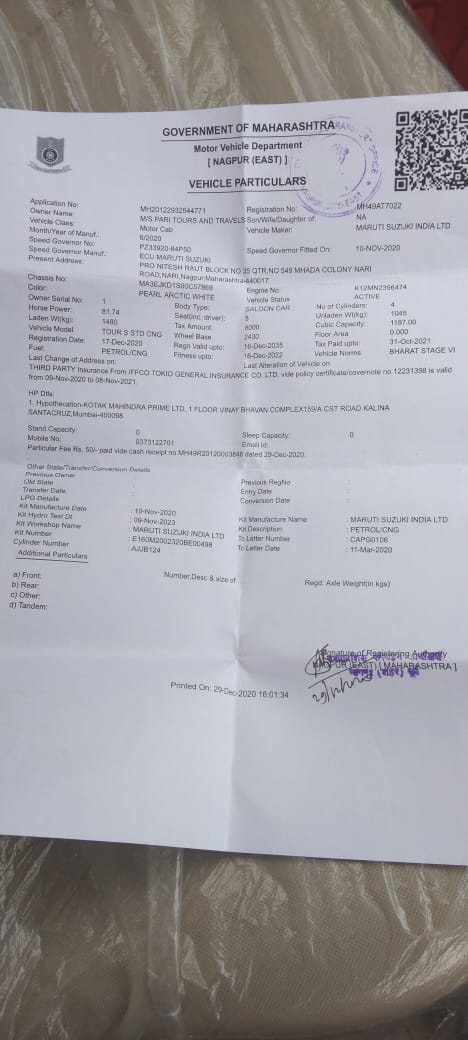 GOVERNMENT OF MAHARASHTRA
Motor Vehicle Department
[ NAGPUR (EAST) ]
VEHICLE PARTICULARS
Application No: MH20122932544771 Registration No: MH49AT7022
Owner Name: M/S PARI TOURS AND TRAVELS Son/Wife/Daughter of: NA
Vehicle Class: Motor Cab Vehicle Maker: MARUTI SUZUKI INDIA LTD
Month/Year of Manuf.: 6/2020
Speed Governor No: PZ33920-84P50 Speed Governor Fitted On: 10-NOV-2020
Speed Governor Manuf.: ECU MARUTI SUZUKI
Present Address: PRO NITESH RAUT BLOCK NO 35 QTR,NO 549 MHADA COLONY NARI
ROAD,NARI,Nagpur,Maharashtra-440017
Chassis No: MA3EJKD1S00C57869 Engine No: K12MN2396474
Color: PEARL ARCTIC WHITE Vehicle Status ACTIVE
Owner Serial No: 1 Body Type: SALOON CAR No of Cylinders: 4
Horse Power: 81.74 Seat(inc. driver): 5 Unladen Wt(kg): 1045
Laden Wt(kg): 1480 Tax Amount: 8000 Cubic Capacity: 1197.00
Vehicle Model TOUR S STD CNG Wheel Base 2430 Floor Area 0.000
Registration Date: 17-Dec-2020 Regn Valid upto: 16-Dec-2035 Tax Paid upto: 31-Oct-2021
Fuel: PETROL/CNG Fitness upto: 16-Dec-2022 Vehicle Norms BHARAT STAGE VI
Last Change of Address on: Last Alteration of Vehicle on
THIRD PARTY Insurance From IFFCO TOKIO GENERAL INSURANCE CO. LTD. vide policy certificate/covernote no 12231398 is valid
from 09-Nov-2020 to 08-Nov-2021.
HP Dtls:
1. Hypothecation-KOTAK MAHINDRA PRIME LTD, 1 FLOOR VINAY BHAVAN COMPLEX159/A CST ROAD KALINA
SANTACRUZ,Mumbai-400098
Stand Capacity: 0 Sleep Capacity: 0
Mobile No: 9373122701 Email Id:
Particular Fee Rs. 50/- paid vide cash receipt no MH49R20120003848 dated 29-Dec-2020.
Other State/Transfer/Conversion Details
Previous Owner : Previous RegNo :
Old State : Entry Date :
Transfer Date : Conversion Date :
LPG Details
Kit Manufacture Date : 10-Nov-2020 Kit Manufacture Name : MARUTI SUZUKI INDIA LTD
Kit Hydro Test Dt : 09-Nov-2023 Kit Description : PETROL/CNG
Kit Workshop Name : MARUTI SUZUKI INDIA LTD Tc Letter Number : CAPG0106
Kit Number : E160M2002320BE00498 Tc Letter Date : 11-Mar-2020
Cylinder Number : AJJB124
Additional Particulars
Number,Desc & size of Regd. Axle Weight(in kgs)
a) Front:
b) Rear:
c) Other:
d) Tandem:
Signature of Registering Authority
NAGPUR (EAST) [ MAHARASHTRA ]
Printed On: 29-Dec-2020 16:01:34